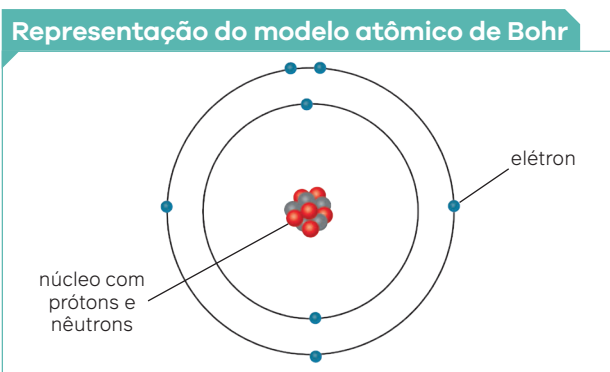 Representação do modelo atômico de Bohr
elétron
núcleo com
prótons e
nêutrons